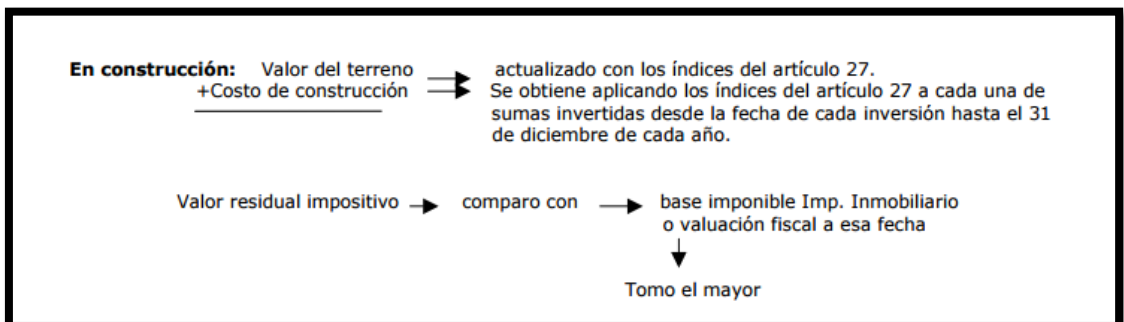 En construcción: Valor del terreno actualizado con los índices del artículo 27.
+Costo de construcción Se obtiene aplicando los índices del artículo 27 a cada una de
sumas invertidas desde la fecha de cada inversión hasta el 31
de diciembre de cada año.
Valor residual impositivo comparo con base imponible Imp. Inmobiliario
o valuación fiscal a esa fecha
Tomo el mayor